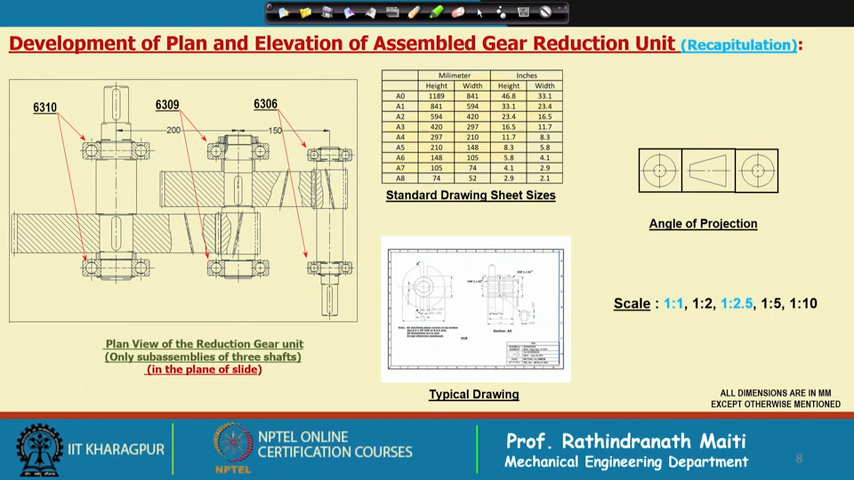 Development of Plan and Elevation of Assembled Gear Reduction Unit (Recapitulation):
6310
6309
6306
200
150
Plan View of the Reduction Gear unit
(Only subassemblies of three shafts)
(in the plane of slide)
Milimeter Inches
Height Width Height Width
A0 1189 841 46.8 33.1
A1 841 594 33.1 23.4
A2 594 420 23.4 16.5
A3 420 297 16.5 11.7
A4 297 210 11.7 8.3
A5 210 148 8.3 5.8
A6 148 105 5.8 4.1
A7 105 74 4.1 2.9
A8 74 52 2.9 2.1
Standard Drawing Sheet Sizes
Typical Drawing
Angle of Projection
Scale : 1:1, 1:2, 1:2.5, 1:5, 1:10
ALL DIMENSIONS ARE IN MM
EXCEPT OTHERWISE MENTIONED
IIT KHARAGPUR
NPTEL
NPTEL ONLINE
CERTIFICATION COURSES
Prof. Rathindranath Maiti
Mechanical Engineering Department
8